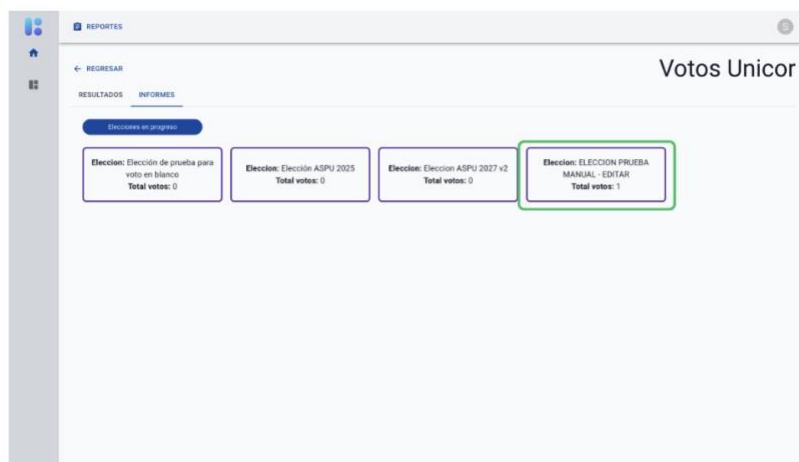 REPORTES
S
← REGRESAR
Votos Unicor
RESULTADOS INFORMES
Elecciones en progreso
Eleccion: Elección de prueba para
voto en blanco
Total votos: 0
Eleccion: Elección ASPU 2025
Total votos: 0
Eleccion: Eleccion ASPU 2027 v2
Total votos: 0
Eleccion: ELECCION PRUEBA
MANUAL - EDITAR
Total votos: 1